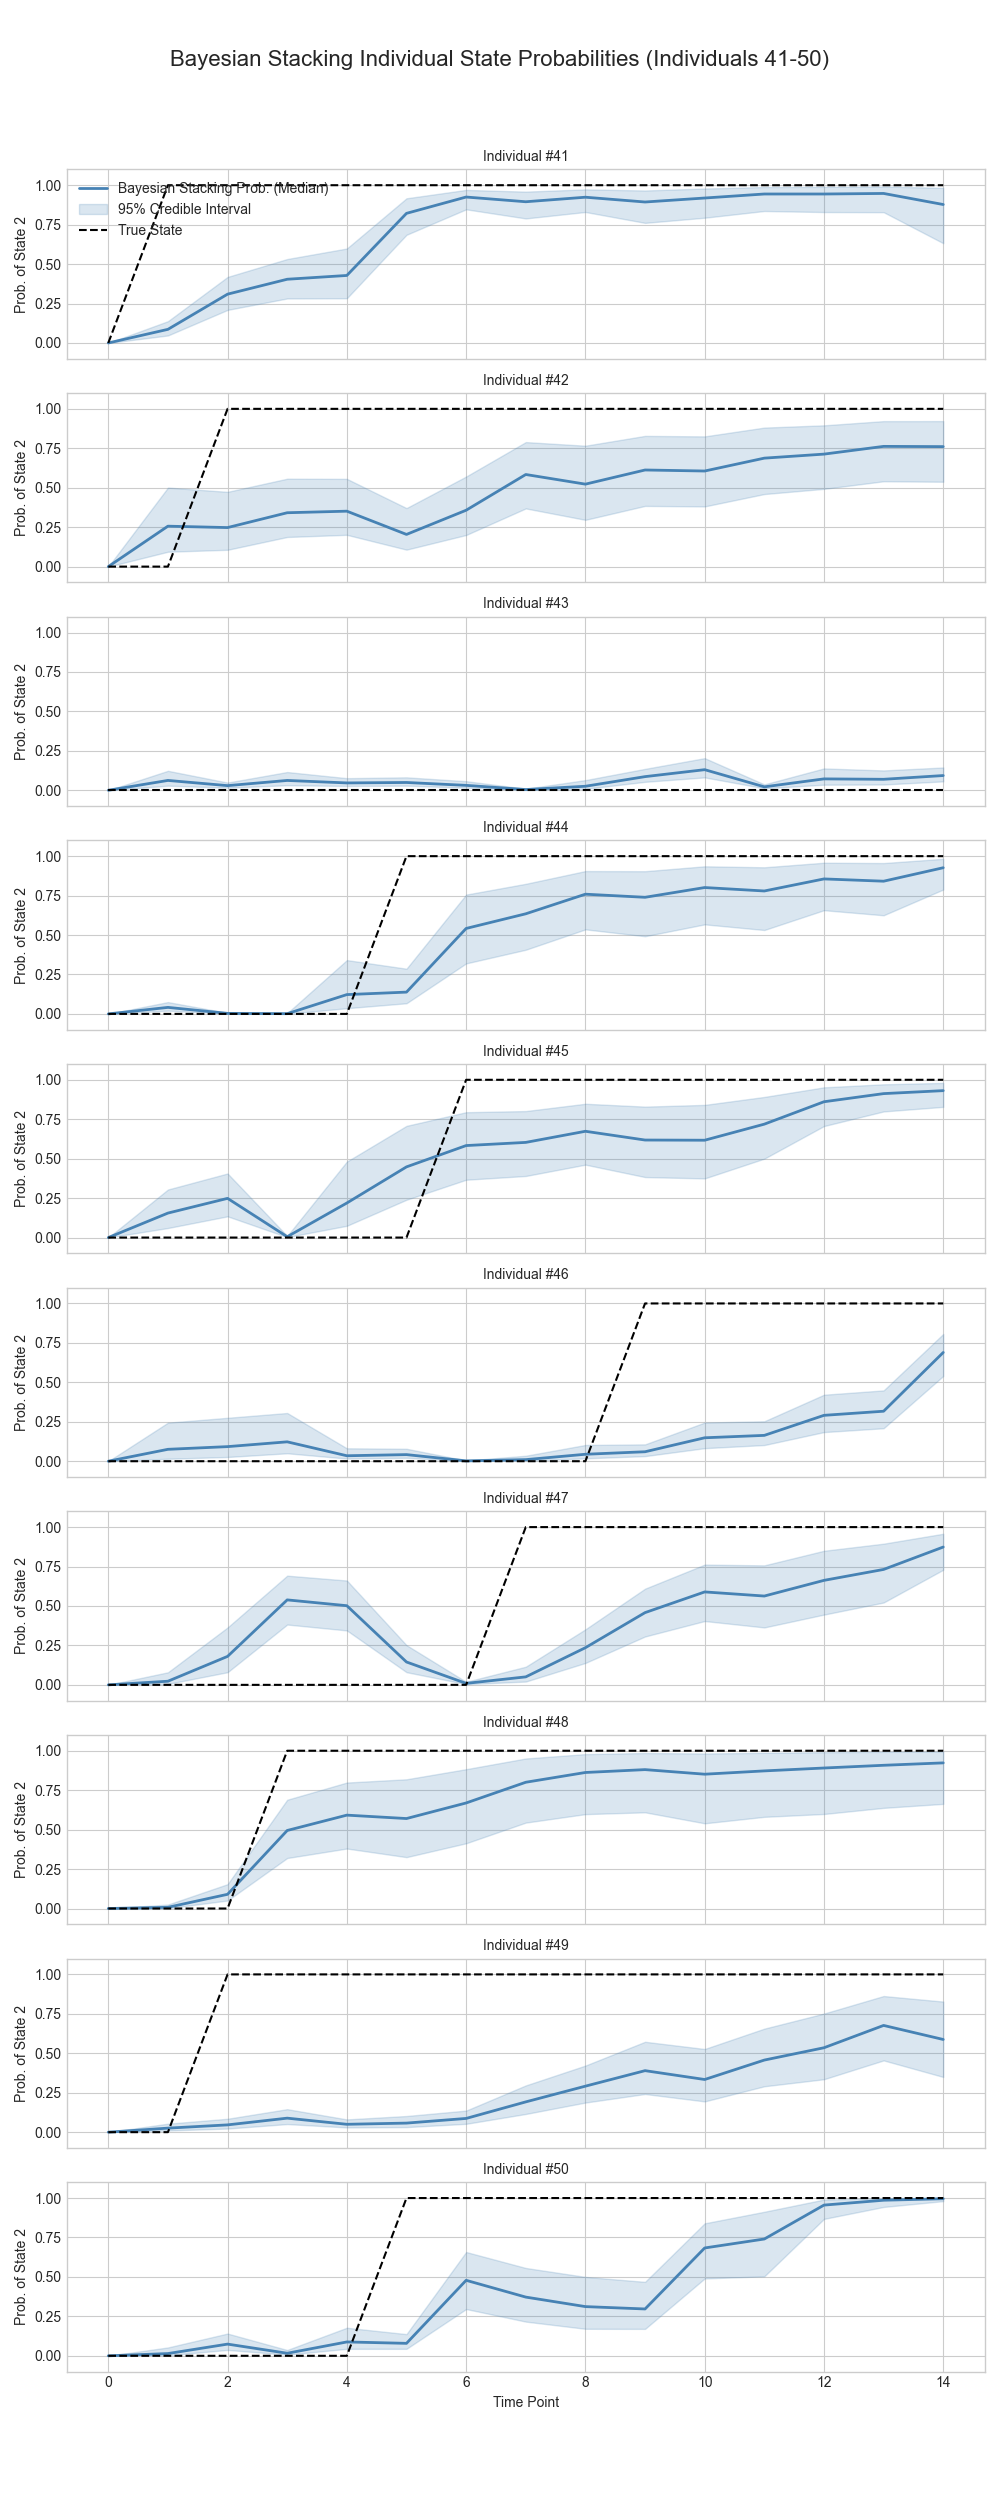 Bayesian Stacking Individual State Probabilities (Individuals 41-50)
Individual #41
Bayesian Stacking Prob. (Median)
95% Credible Interval
True State
1.00
0.75
0.50
0.25
0.00
Prob. of State 2
Individual #42
1.00
0.75
0.50
0.25
0.00
Prob. of State 2
Individual #43
1.00
0.75
0.50
0.25
0.00
Prob. of State 2
Individual #44
1.00
0.75
0.50
0.25
0.00
Prob. of State 2
Individual #45
1.00
0.75
0.50
0.25
0.00
Prob. of State 2
Individual #46
1.00
0.75
0.50
0.25
0.00
Prob. of State 2
Individual #47
1.00
0.75
0.50
0.25
0.00
Prob. of State 2
Individual #48
1.00
0.75
0.50
0.25
0.00
Prob. of State 2
Individual #49
1.00
0.75
0.50
0.25
0.00
Prob. of State 2
Individual #50
1.00
0.75
0.50
0.25
0.00
Prob. of State 2
0 2 4 6 8 10 12 14
Time Point